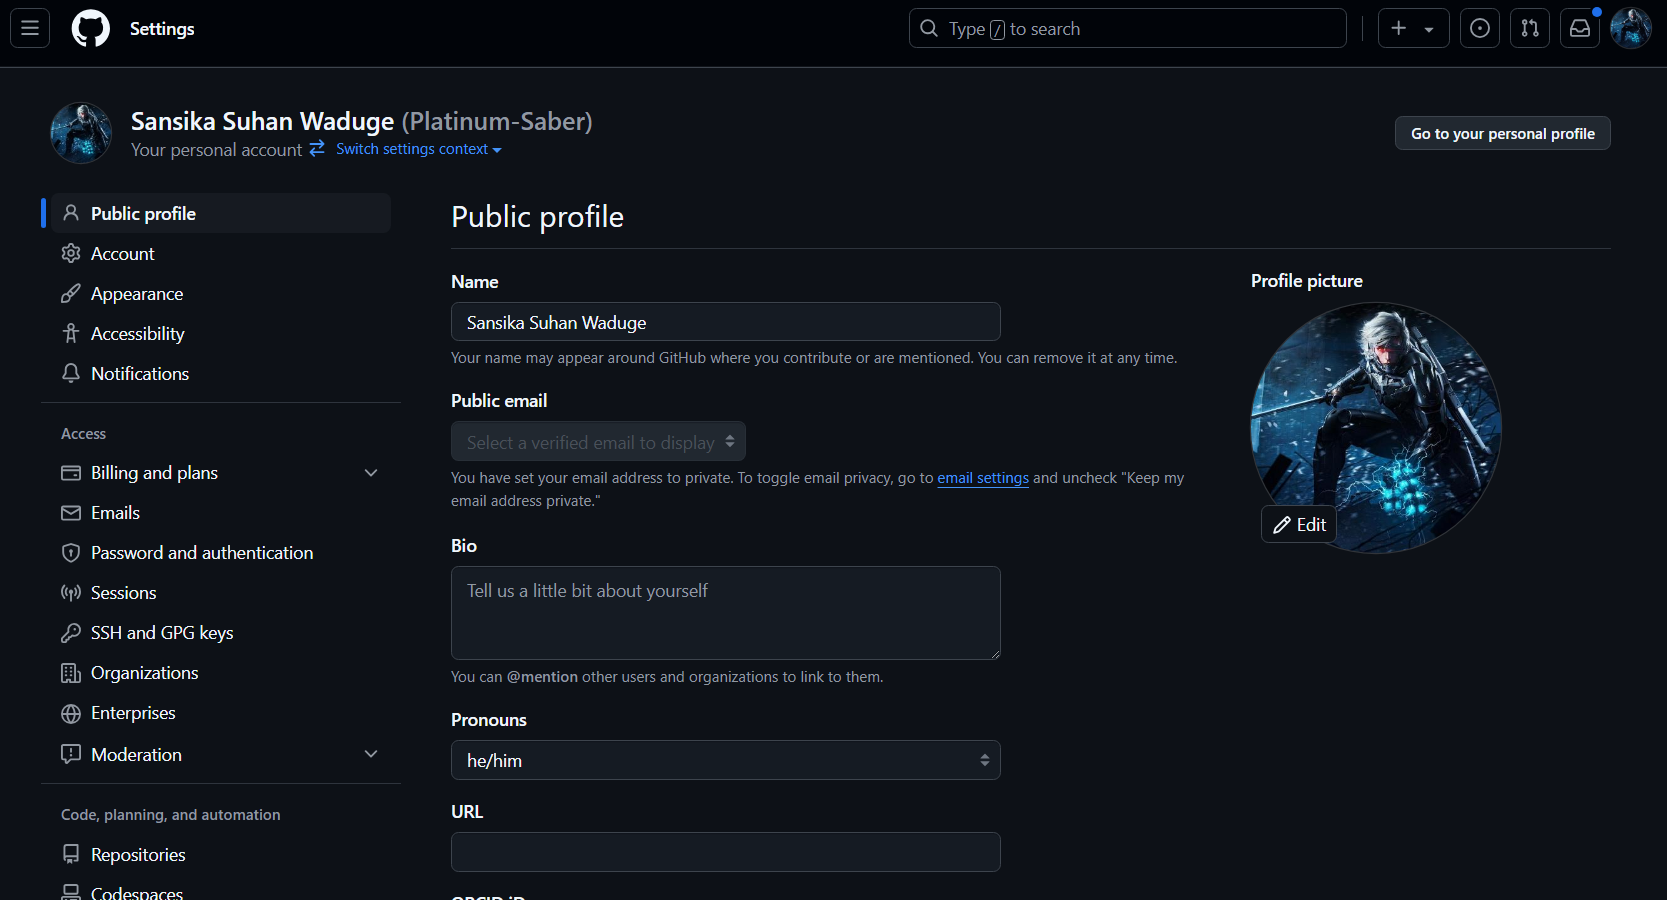 Settings
Type / to search
Sansika Suhan Waduge (Platinum-Saber)
Your personal account Switch settings context
Go to your personal profile
Public profile
Account
Appearance
Accessibility
Notifications
Access
Billing and plans
Emails
Password and authentication
Sessions
SSH and GPG keys
Organizations
Enterprises
Moderation
Code, planning, and automation
Repositories
Codespaces
Public profile
Name
Sansika Suhan Waduge
Your name may appear around GitHub where you contribute or are mentioned. You can remove it at any time.
Public email
Select a verified email to display
You have set your email address to private. To toggle email privacy, go to email settings and uncheck "Keep my
email address private."
Bio
Tell us a little bit about yourself
You can @mention other users and organizations to link to them.
Pronouns
he/him
URL
ORCID iD
Profile picture
Edit